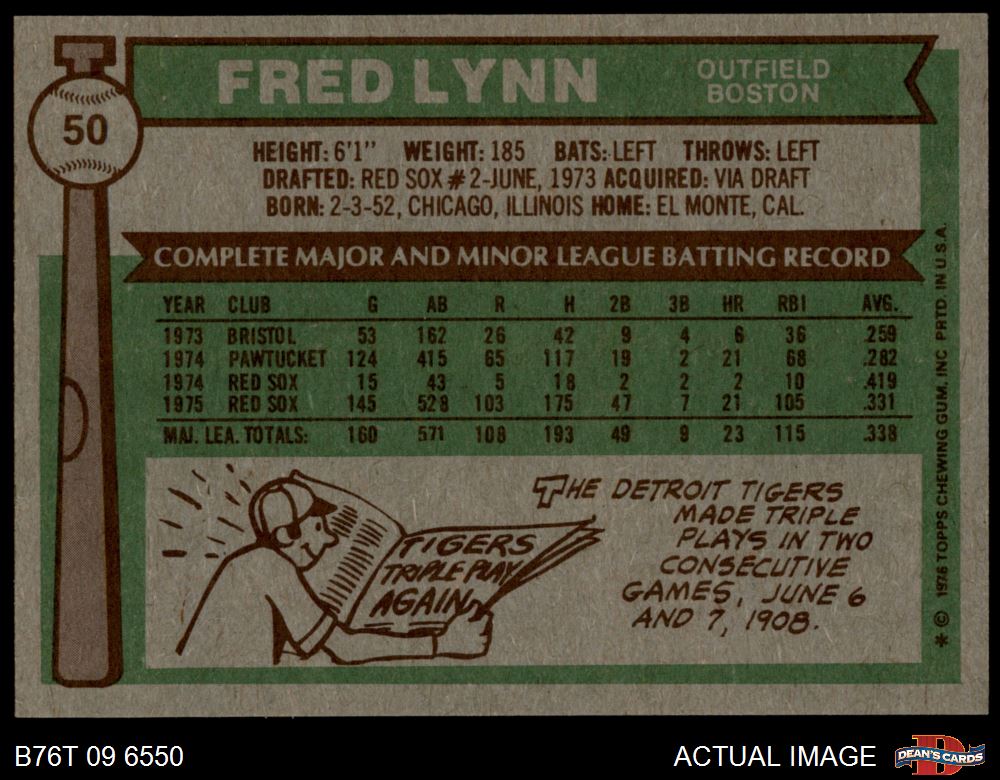 50
FRED LYNN
OUTFIELD
BOSTON
HEIGHT: 6'1" WEIGHT: 185 BATS: LEFT THROWS: LEFT
DRAFTED: RED SOX #2-JUNE, 1973 ACQUIRED: VIA DRAFT
BORN: 2-3-52, CHICAGO, ILLINOIS HOME: EL MONTE, CAL.
COMPLETE MAJOR AND MINOR LEAGUE BATTING RECORD
YEAR CLUB G AB R H 2B 3B HR RBI AVG.
1973 BRISTOL 53 162 26 42 9 4 6 36 .259
1974 PAWTUCKET 124 415 65 117 19 2 21 68 .282
1974 RED SOX 15 43 5 18 2 2 2 10 .419
1975 RED SOX 145 528 103 175 47 7 21 105 .331
MAJ. LEA. TOTALS: 160 571 108 193 49 9 23 115 .338
TIGERS
TRIPLE PLAY
AGAIN
THE DETROIT TIGERS
MADE TRIPLE
PLAYS IN TWO
CONSECUTIVE
GAMES, JUNE 6
AND 7, 1908.
* © 1976 TOPPS CHEWING GUM, INC PRTD. IN U.S.A.
B76T 09 6550
ACTUAL IMAGE
D
DEAN'S CARDS